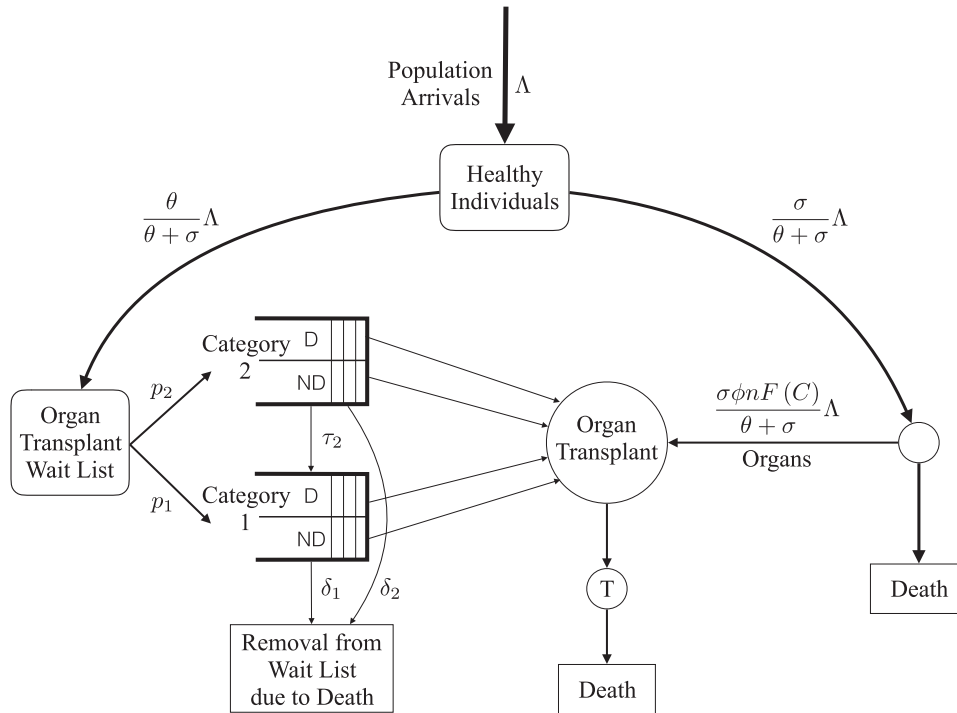 Population
Arrivals
Λ
Healthy
Individuals
θ/(θ + σ) Λ
σ/(θ + σ) Λ
Category
2
D
ND
p₂
Organ
Transplant
Wait List
p₁
τ₂
Category
1
D
ND
Organ
Transplant
σϕnF (C)/(θ + σ) Λ
Organs
δ₁
δ₂
T
Death
Removal from
Wait List
due to Death
Death